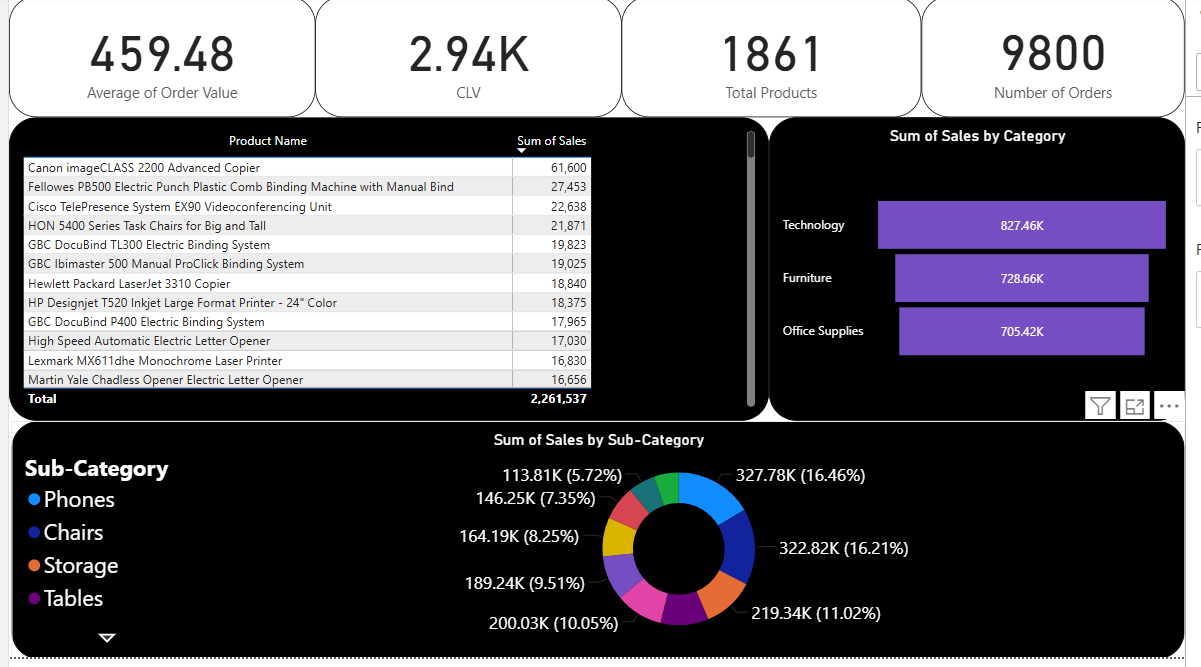 459.48
Average of Order Value
2.94K
CLV
1861
Total Products
9800
Number of Orders
Product Name Sum of Sales
Canon imageCLASS 2200 Advanced Copier 61,600
Fellowes PB500 Electric Punch Plastic Comb Binding Machine with Manual Bind 27,453
Cisco TelePresence System EX90 Videoconferencing Unit 22,638
HON 5400 Series Task Chairs for Big and Tall 21,871
GBC DocuBind TL300 Electric Binding System 19,823
GBC Ibimaster 500 Manual ProClick Binding System 19,025
Hewlett Packard LaserJet 3310 Copier 18,840
HP Designjet T520 Inkjet Large Format Printer - 24" Color 18,375
GBC DocuBind P400 Electric Binding System 17,965
High Speed Automatic Electric Letter Opener 17,030
Lexmark MX611dhe Monochrome Laser Printer 16,830
Martin Yale Chadless Opener Electric Letter Opener 16,656
Total 2,261,537
Sum of Sales by Category
Technology 827.46K
Furniture 728.66K
Office Supplies 705.42K
Sum of Sales by Sub-Category
Sub-Category
Phones
Chairs
Storage
Tables
113.81K (5.72%)
146.25K (7.35%)
164.19K (8.25%)
189.24K (9.51%)
200.03K (10.05%)
327.78K (16.46%)
322.82K (16.21%)
219.34K (11.02%)